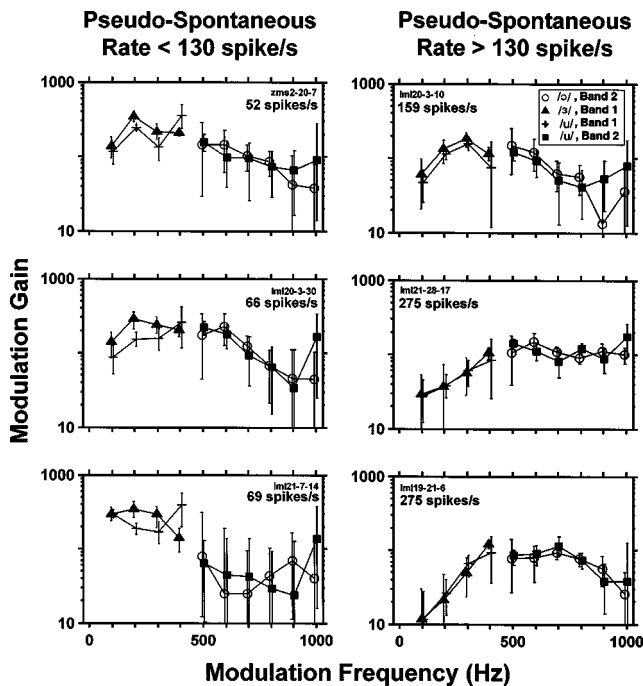 Pseudo-Spontaneous
Rate < 130 spike/s
Pseudo-Spontaneous
Rate > 130 spike/s
1000
zms2-20-7
52 spikes/s
10
1000
lml20-3-10
159 spikes/s
/ɔ/, Band 2
/ɜ/, Band 1
/u/, Band 1
/u/, Band 2
10
1000
lml20-3-30
66 spikes/s
10
1000
lml21-28-17
275 spikes/s
10
1000
lml21-7-14
69 spikes/s
10
0
500
1000
1000
lml19-21-6
275 spikes/s
10
0
500
1000
Modulation Gain
Modulation Frequency (Hz)